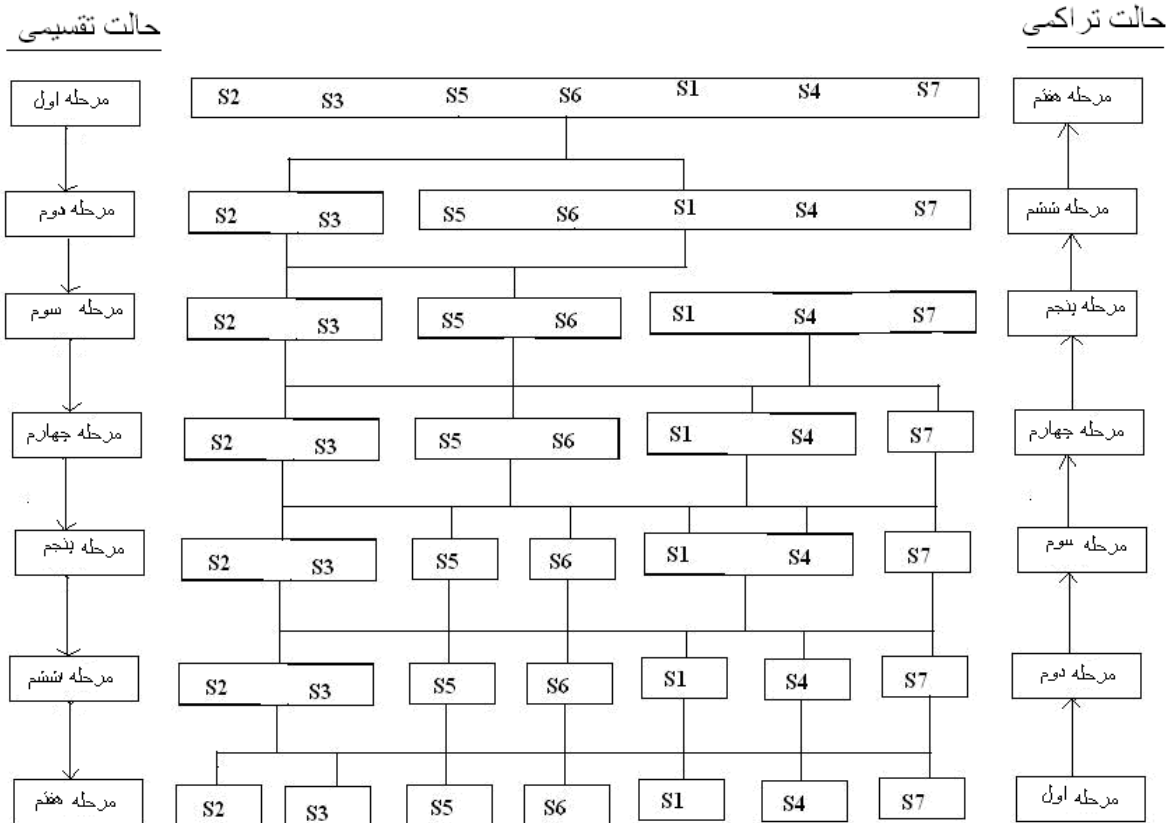 حالت تقسیمی
حالت تراکمی
مرحله اول
S2 S3 S5 S6 S1 S4 S7
مرحله هفتم
مرحله دوم
S2 S3 S5 S6 S1 S4 S7
مرحله ششم
مرحله سوم
S2 S3 S5 S6 S1 S4 S7
مرحله پنجم
مرحله چهارم
S2 S3 S5 S6 S1 S4 S7
مرحله چهارم
مرحله پنجم
S2 S3 S5 S6 S1 S4 S7
مرحله سوم
مرحله ششم
S2 S3 S5 S6 S1 S4 S7
مرحله دوم
مرحله هفتم
S2 S3 S5 S6 S1 S4 S7
مرحله اول